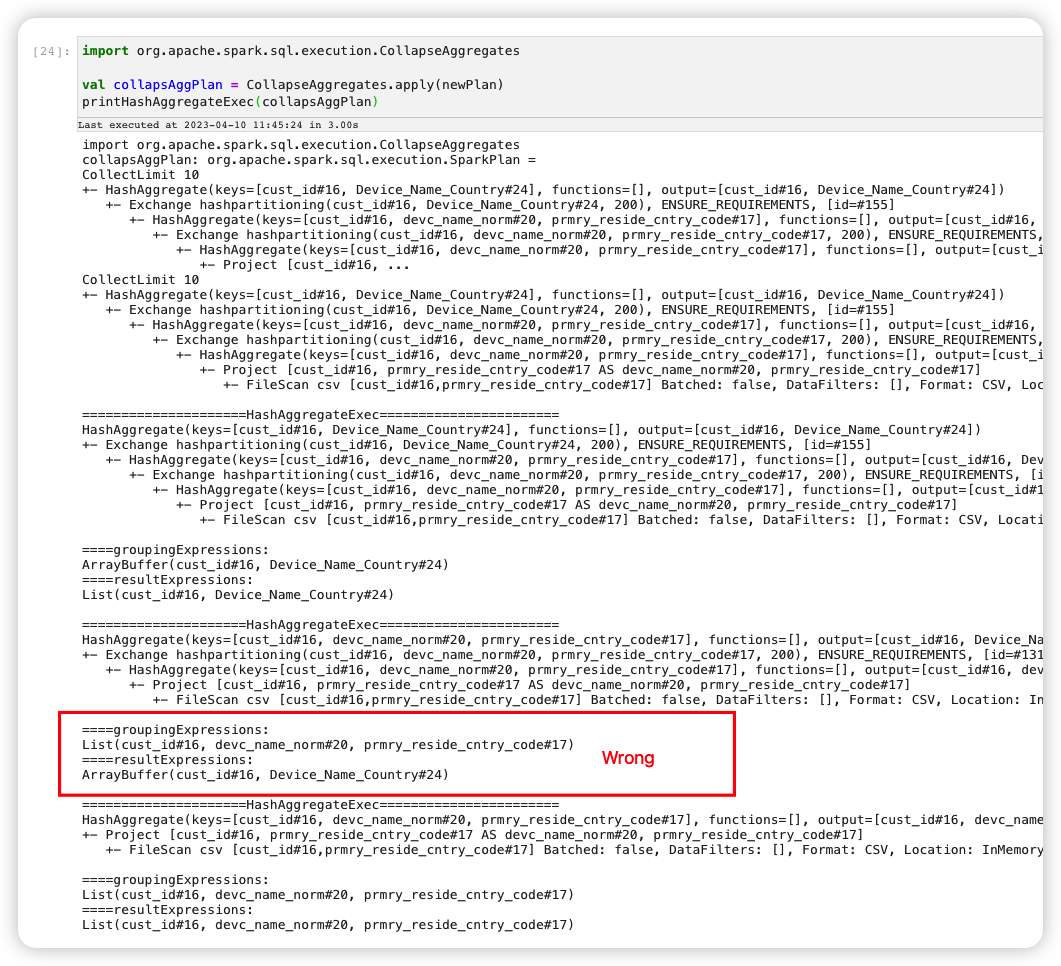 [24]: import org.apache.spark.sql.execution.CollapseAggregates
val collapsAggPlan = CollapseAggregates.apply(newPlan)
printHashAggregateExec(collapsAggPlan)
Last executed at 2023-04-10 11:45:24 in 3.00s
import org.apache.spark.sql.execution.CollapseAggregates
collapsAggPlan: org.apache.spark.sql.execution.SparkPlan =
CollectLimit 10
+- HashAggregate(keys=[cust_id#16, Device_Name_Country#24], functions=[], output=[cust_id#16, Device_Name_Country#24])
+- Exchange hashpartitioning(cust_id#16, Device_Name_Country#24, 200), ENSURE_REQUIREMENTS, [id=#155]
+- HashAggregate(keys=[cust_id#16, devc_name_norm#20, prmry_reside_cntry_code#17], functions=[], output=[cust_id#16,
+- Exchange hashpartitioning(cust_id#16, devc_name_norm#20, prmry_reside_cntry_code#17, 200), ENSURE_REQUIREMENTS,
+- HashAggregate(keys=[cust_id#16, devc_name_norm#20, prmry_reside_cntry_code#17], functions=[], output=[cust_i
+- Project [cust_id#16, ...
CollectLimit 10
+- HashAggregate(keys=[cust_id#16, Device_Name_Country#24], functions=[], output=[cust_id#16, Device_Name_Country#24])
+- Exchange hashpartitioning(cust_id#16, Device_Name_Country#24, 200), ENSURE_REQUIREMENTS, [id=#155]
+- HashAggregate(keys=[cust_id#16, devc_name_norm#20, prmry_reside_cntry_code#17], functions=[], output=[cust_id#16,
+- Exchange hashpartitioning(cust_id#16, devc_name_norm#20, prmry_reside_cntry_code#17, 200), ENSURE_REQUIREMENTS,
+- HashAggregate(keys=[cust_id#16, devc_name_norm#20, prmry_reside_cntry_code#17], functions=[], output=[cust_i
+- Project [cust_id#16, prmry_reside_cntry_code#17 AS devc_name_norm#20, prmry_reside_cntry_code#17]
+- FileScan csv [cust_id#16,prmry_reside_cntry_code#17] Batched: false, DataFilters: [], Format: CSV, Loc
=====================HashAggregateExec=======================
HashAggregate(keys=[cust_id#16, Device_Name_Country#24], functions=[], output=[cust_id#16, Device_Name_Country#24])
+- Exchange hashpartitioning(cust_id#16, Device_Name_Country#24, 200), ENSURE_REQUIREMENTS, [id=#155]
+- HashAggregate(keys=[cust_id#16, devc_name_norm#20, prmry_reside_cntry_code#17], functions=[], output=[cust_id#16, Dev
+- Exchange hashpartitioning(cust_id#16, devc_name_norm#20, prmry_reside_cntry_code#17, 200), ENSURE_REQUIREMENTS, [i
+- HashAggregate(keys=[cust_id#16, devc_name_norm#20, prmry_reside_cntry_code#17], functions=[], output=[cust_id#1
+- Project [cust_id#16, prmry_reside_cntry_code#17 AS devc_name_norm#20, prmry_reside_cntry_code#17]
+- FileScan csv [cust_id#16,prmry_reside_cntry_code#17] Batched: false, DataFilters: [], Format: CSV, Locati
====groupingExpressions:
ArrayBuffer(cust_id#16, Device_Name_Country#24)
====resultExpressions:
List(cust_id#16, Device_Name_Country#24)
=====================HashAggregateExec=======================
HashAggregate(keys=[cust_id#16, devc_name_norm#20, prmry_reside_cntry_code#17], functions=[], output=[cust_id#16, Device_Na
+- Exchange hashpartitioning(cust_id#16, devc_name_norm#20, prmry_reside_cntry_code#17, 200), ENSURE_REQUIREMENTS, [id=#131
+- HashAggregate(keys=[cust_id#16, devc_name_norm#20, prmry_reside_cntry_code#17], functions=[], output=[cust_id#16, dev
+- Project [cust_id#16, prmry_reside_cntry_code#17 AS devc_name_norm#20, prmry_reside_cntry_code#17]
+- FileScan csv [cust_id#16,prmry_reside_cntry_code#17] Batched: false, DataFilters: [], Format: CSV, Location: In
====groupingExpressions:
List(cust_id#16, devc_name_norm#20, prmry_reside_cntry_code#17)
Wrong
====resultExpressions:
ArrayBuffer(cust_id#16, Device_Name_Country#24)
=====================HashAggregateExec=======================
HashAggregate(keys=[cust_id#16, devc_name_norm#20, prmry_reside_cntry_code#17], functions=[], output=[cust_id#16, devc_name
+- Project [cust_id#16, prmry_reside_cntry_code#17 AS devc_name_norm#20, prmry_reside_cntry_code#17]
+- FileScan csv [cust_id#16,prmry_reside_cntry_code#17] Batched: false, DataFilters: [], Format: CSV, Location: InMemory
====groupingExpressions:
List(cust_id#16, devc_name_norm#20, prmry_reside_cntry_code#17)
====resultExpressions:
List(cust_id#16, devc_name_norm#20, prmry_reside_cntry_code#17)